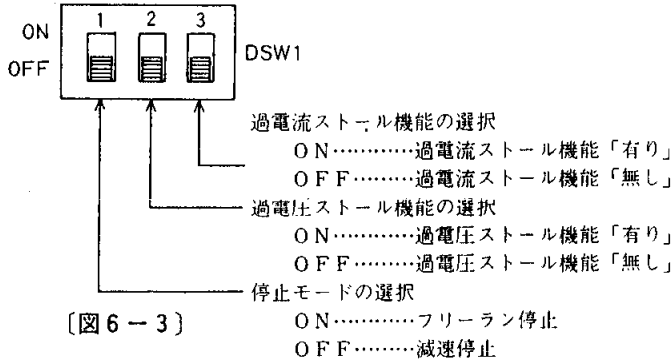 1 2 3
ON
OFF
DSW1
過電流ストール機能の選択
ON…………過電流ストール機能「有り」
OFF………過電流ストール機能「無し」
過電圧ストール機能の選択
ON…………過電圧ストール機能「有り」
OFF………過電圧ストール機能「無し」
停止モードの選択
〔図6-3〕
ON…………フリーラン停止
OFF………減速停止